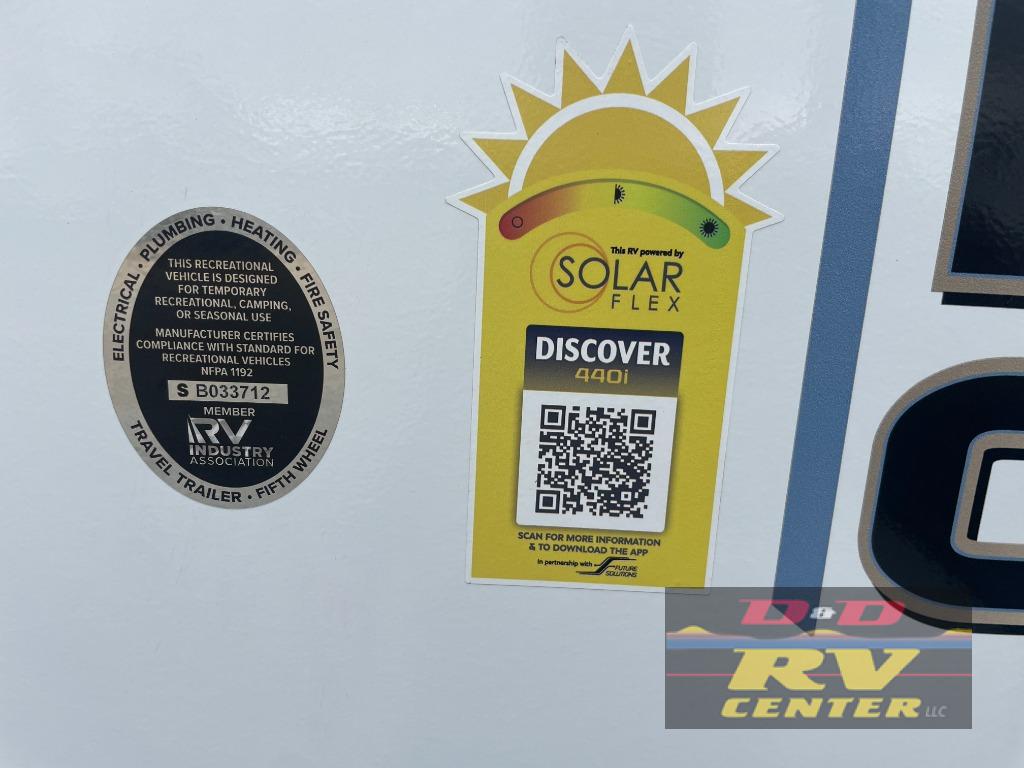 ELECTRICAL • PLUMBING • HEATING • FIRE SAFETY
THIS RECREATIONAL
VEHICLE IS DESIGNED
FOR TEMPORARY
RECREATIONAL, CAMPING,
OR SEASONAL USE
MANUFACTURER CERTIFIES
COMPLIANCE WITH STANDARD FOR
RECREATIONAL VEHICLES
NFPA 1192
S B033712
MEMBER
RV
INDUSTRY
ASSOCIATION
TRAVEL TRAILER • FIFTH WHEEL
This RV powered by
SOLAR
FLEX
DISCOVER
440i
SCAN FOR MORE INFORMATION
& TO DOWNLOAD THE APP
In partnership with FUTURE
SOLUTIONS
D&D
RV
CENTER LLC